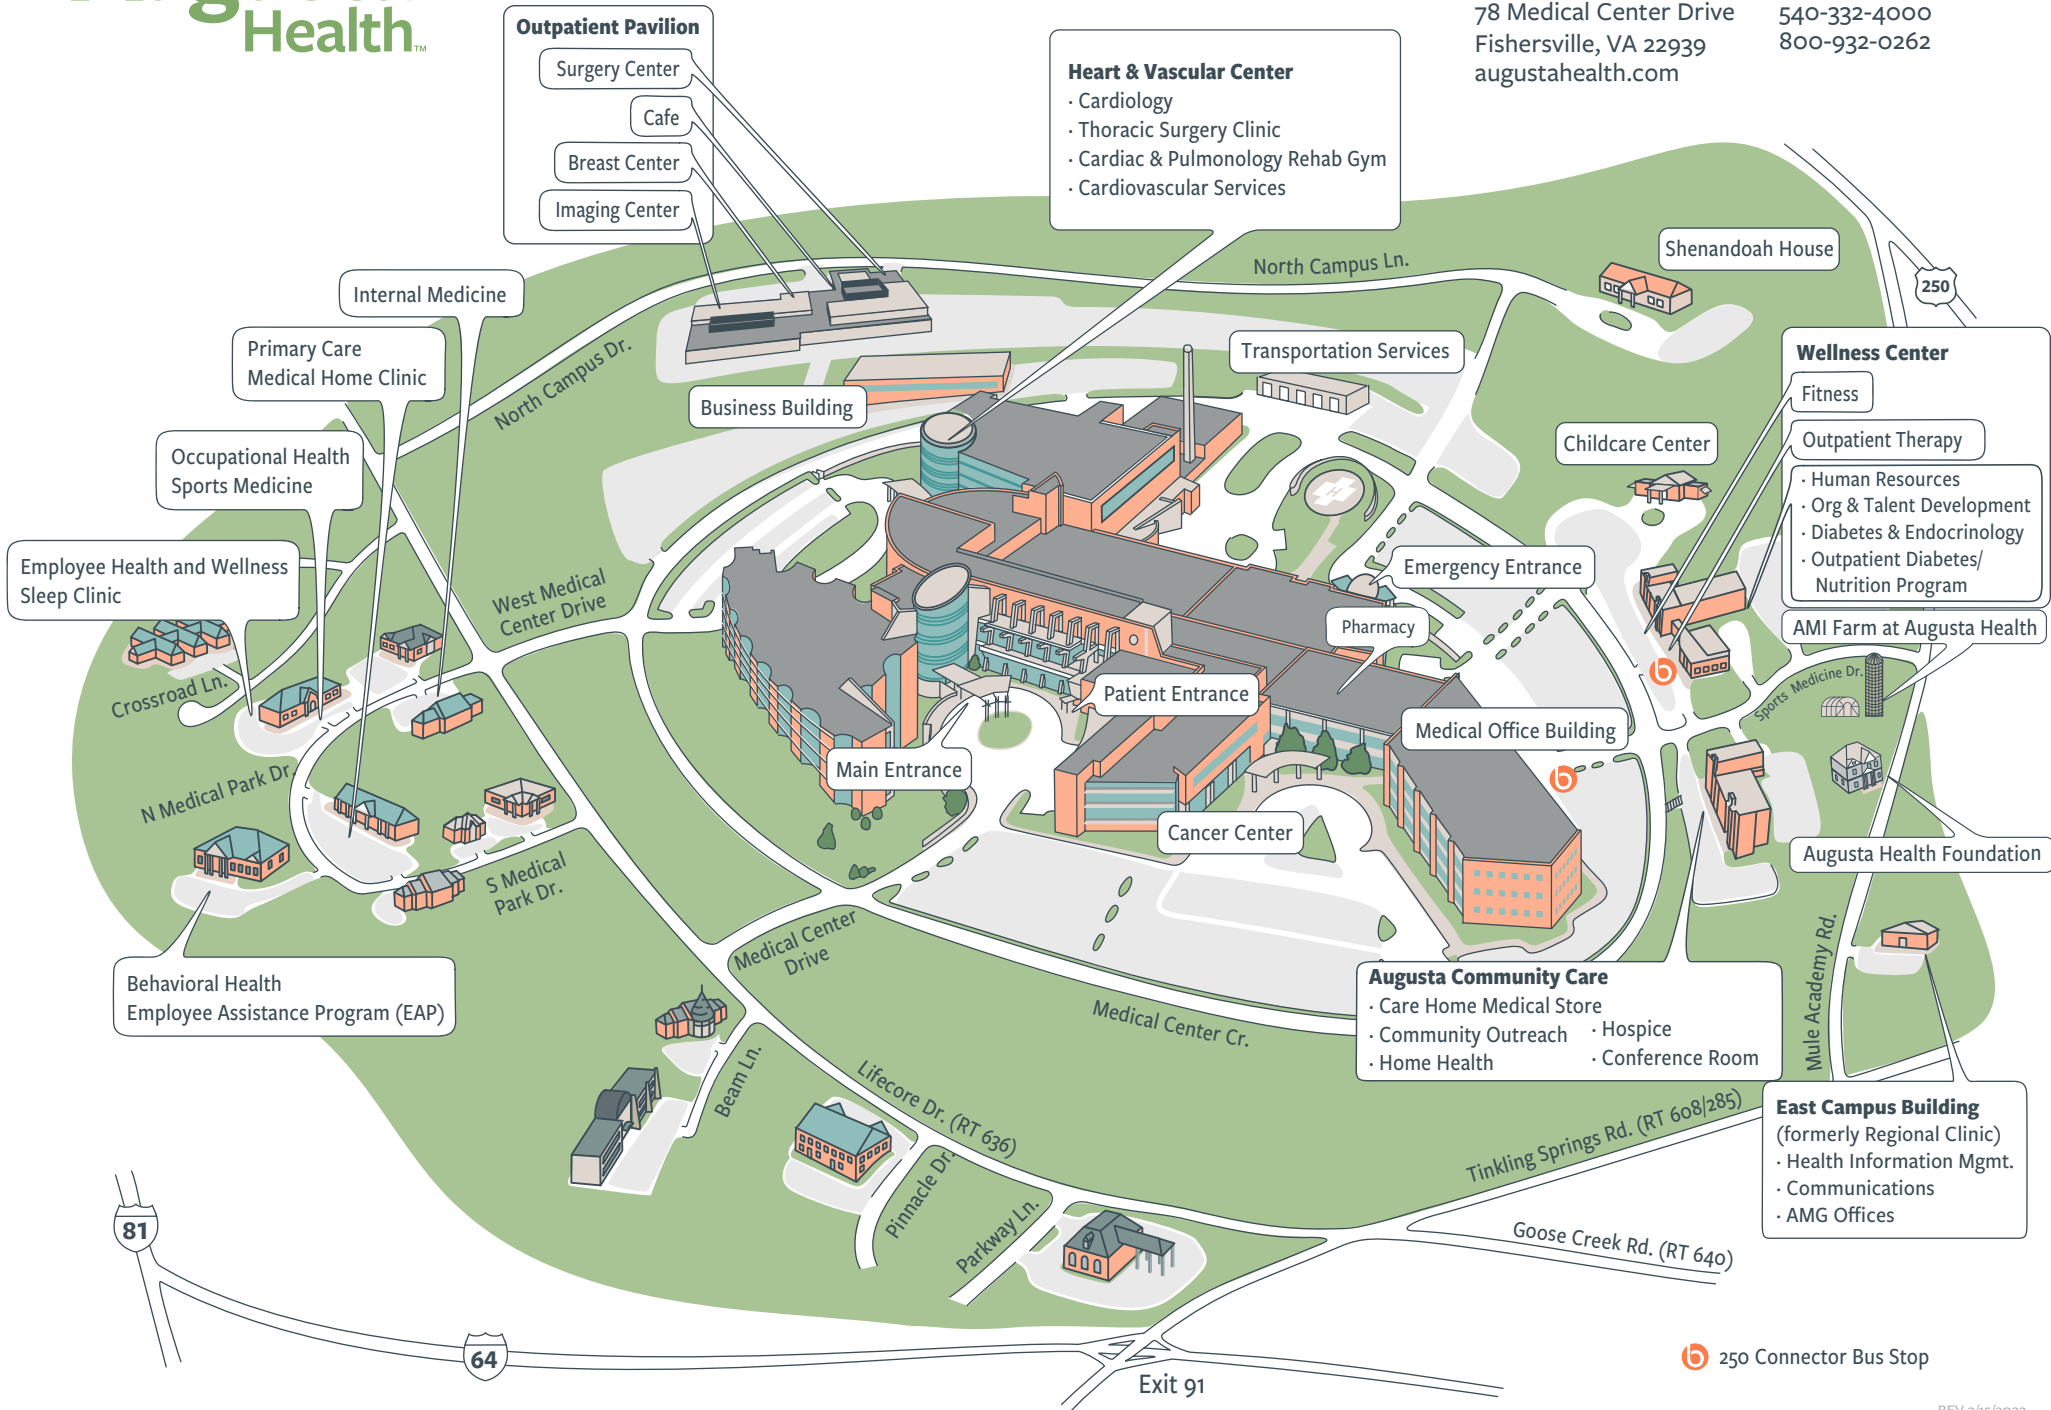 Health™
78 Medical Center Drive
Fishersville, VA 22939
augustahealth.com
540-332-4000
800-932-0262
Outpatient Pavilion
Surgery Center
Cafe
Breast Center
Imaging Center
Heart & Vascular Center
· Cardiology
· Thoracic Surgery Clinic
· Cardiac & Pulmonology Rehab Gym
· Cardiovascular Services
North Campus Ln.
Shenandoah House
250
Internal Medicine
Primary Care
Medical Home Clinic
North Campus Dr.
Business Building
Transportation Services
Wellness Center
Fitness
Outpatient Therapy
· Human Resources
· Org & Talent Development
· Diabetes & Endocrinology
· Outpatient Diabetes/
Nutrition Program
Childcare Center
Occupational Health
Sports Medicine
H
Employee Health and Wellness
Sleep Clinic
West Medical
Center Drive
Emergency Entrance
Pharmacy
AMI Farm at Augusta Health
b
Sports Medicine Dr.
Crossroad Ln.
Patient Entrance
Medical Office Building
Main Entrance
b
N Medical Park Dr.
Cancer Center
Augusta Health Foundation
S Medical
Park Dr.
Medical Center
Drive
Behavioral Health
Employee Assistance Program (EAP)
Augusta Community Care
· Care Home Medical Store
· Community Outreach
· Home Health
· Hospice
· Conference Room
Mule Academy Rd.
Medical Center Cr.
Beam Ln.
Lifecore Dr. (RT 636)
Pinnacle Dr.
Parkway Ln.
Tinkling Springs Rd. (RT 608/285)
East Campus Building
(formerly Regional Clinic)
· Health Information Mgmt.
· Communications
· AMG Offices
Goose Creek Rd. (RT 640)
81
64
Exit 91
b 250 Connector Bus Stop